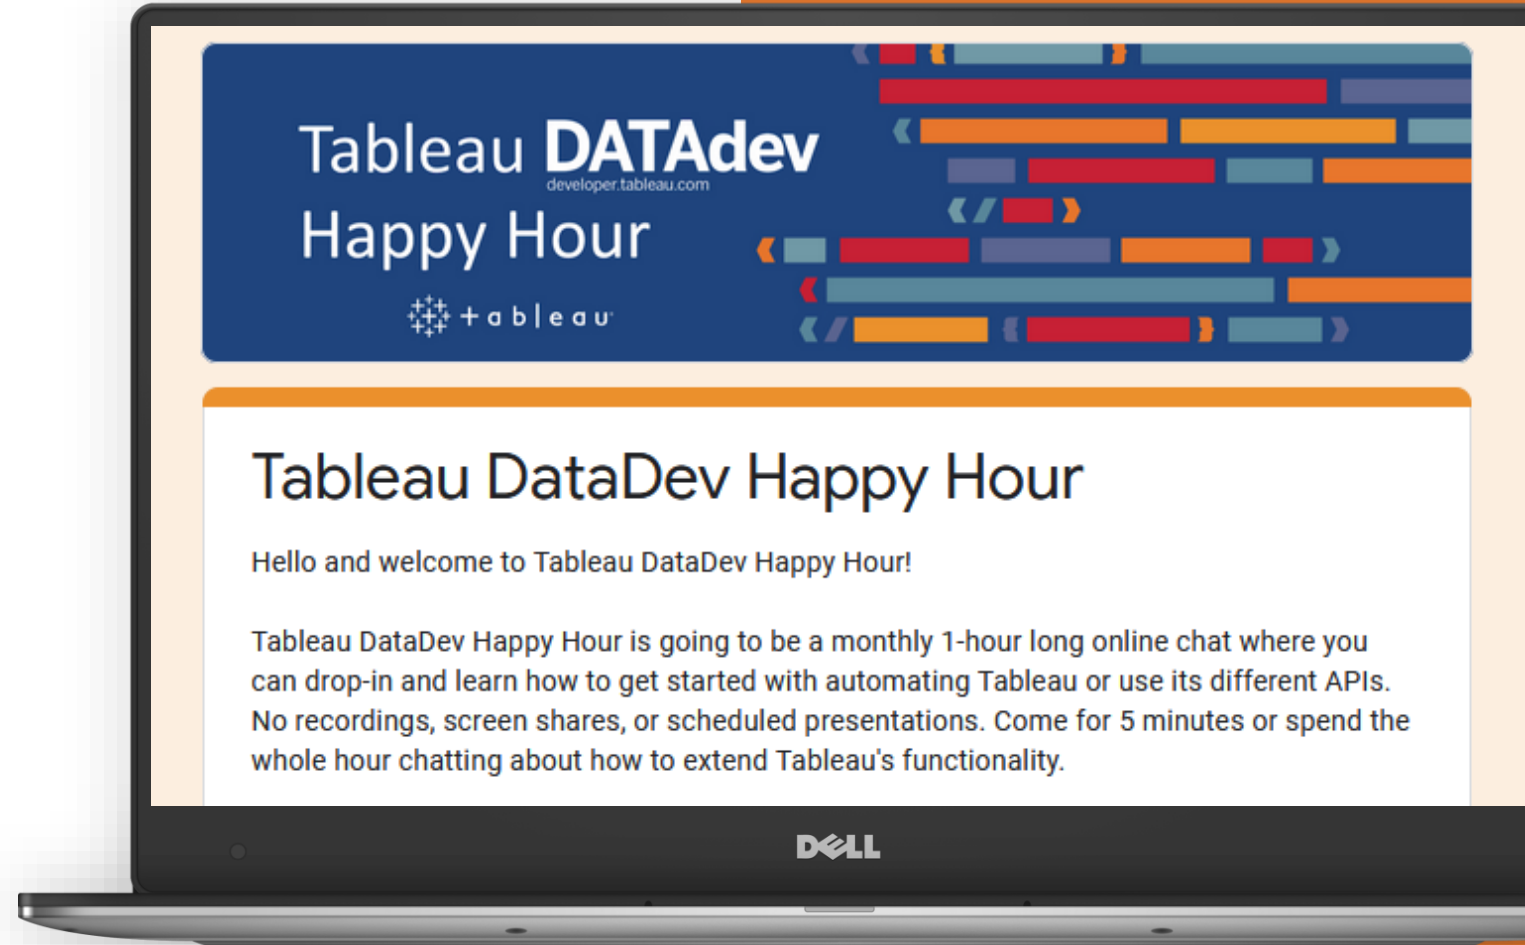 Tableau DATAdev
developer.tableau.com
Happy Hour
+ableau
Tableau DataDev Happy Hour
Hello and welcome to Tableau DataDev Happy Hour!
Tableau DataDev Happy Hour is going to be a monthly 1-hour long online chat where you
can drop-in and learn how to get started with automating Tableau or use its different APIs.
No recordings, screen shares, or scheduled presentations. Come for 5 minutes or spend the
whole hour chatting about how to extend Tableau's functionality.
DELL